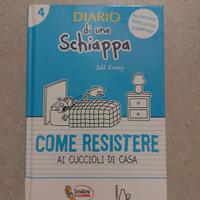 4
DIARIO
di una
Schiappa
Jeff Kinney
COME RESISTERE
AI CUCCIOLI DI CASA